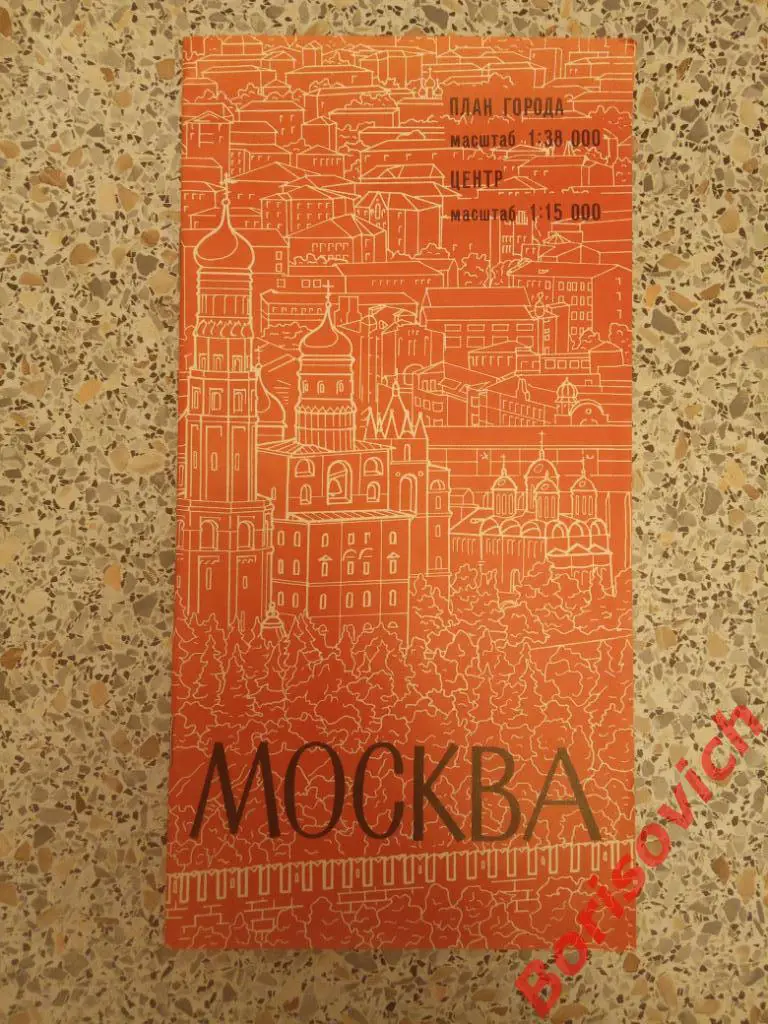 ПЛАН ГОРОДА
масштаб 1:38 000
ЦЕНТР
масштаб 1:15 000
МОСКВА
Borisovich